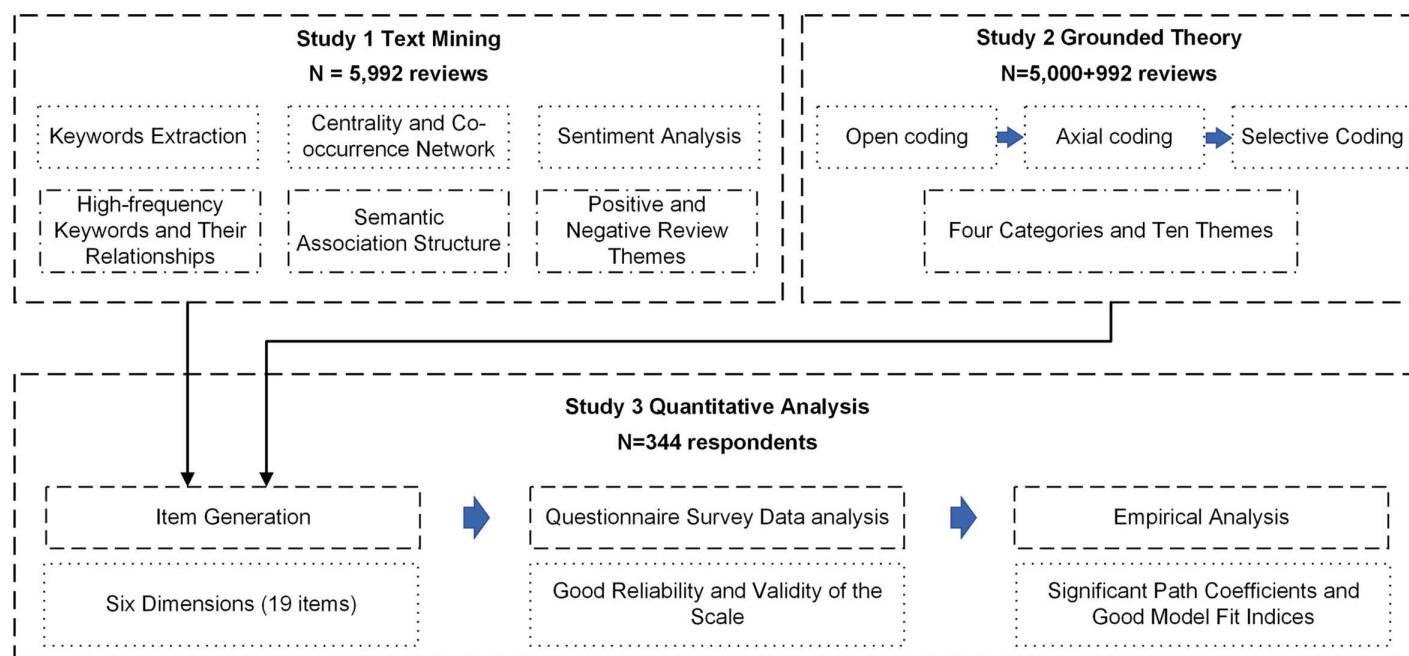 Study 1 Text Mining
N = 5,992 reviews
Keywords Extraction
Centrality and Co-
occurrence Network
Sentiment Analysis
High-frequency
Keywords and Their
Relationships
Semantic
Association Structure
Positive and
Negative Review
Themes
Study 2 Grounded Theory
N=5,000+992 reviews
Open coding
Axial coding
Selective Coding
Four Categories and Ten Themes
Study 3 Quantitative Analysis
N=344 respondents
Item Generation
Questionnaire Survey Data analysis
Empirical Analysis
Six Dimensions (19 items)
Good Reliability and Validity of the
Scale
Significant Path Coefficients and
Good Model Fit Indices